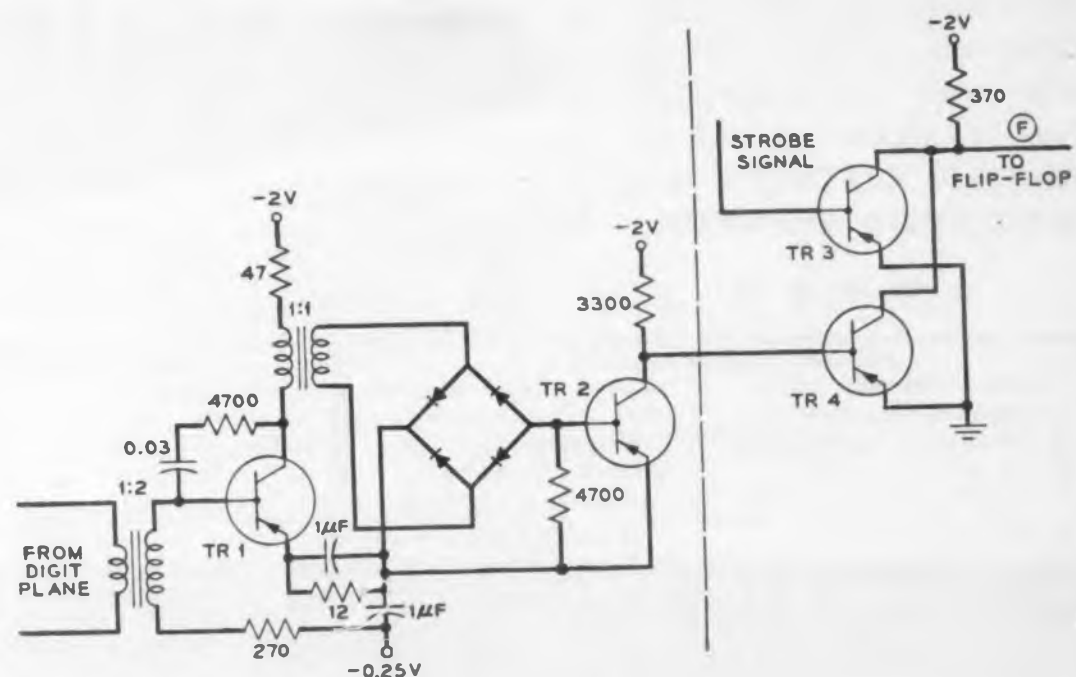 -2V
370
F
STROBE
SIGNAL
TO
FLIP-FLOP
-2V
-2V
TR 3
47
3300
1:1
TR 2
TR 4
4700
0.03
4700
1:2
1µF
TR 1
FROM
DIGIT
PLANE
12
1µF
270
-0.25V